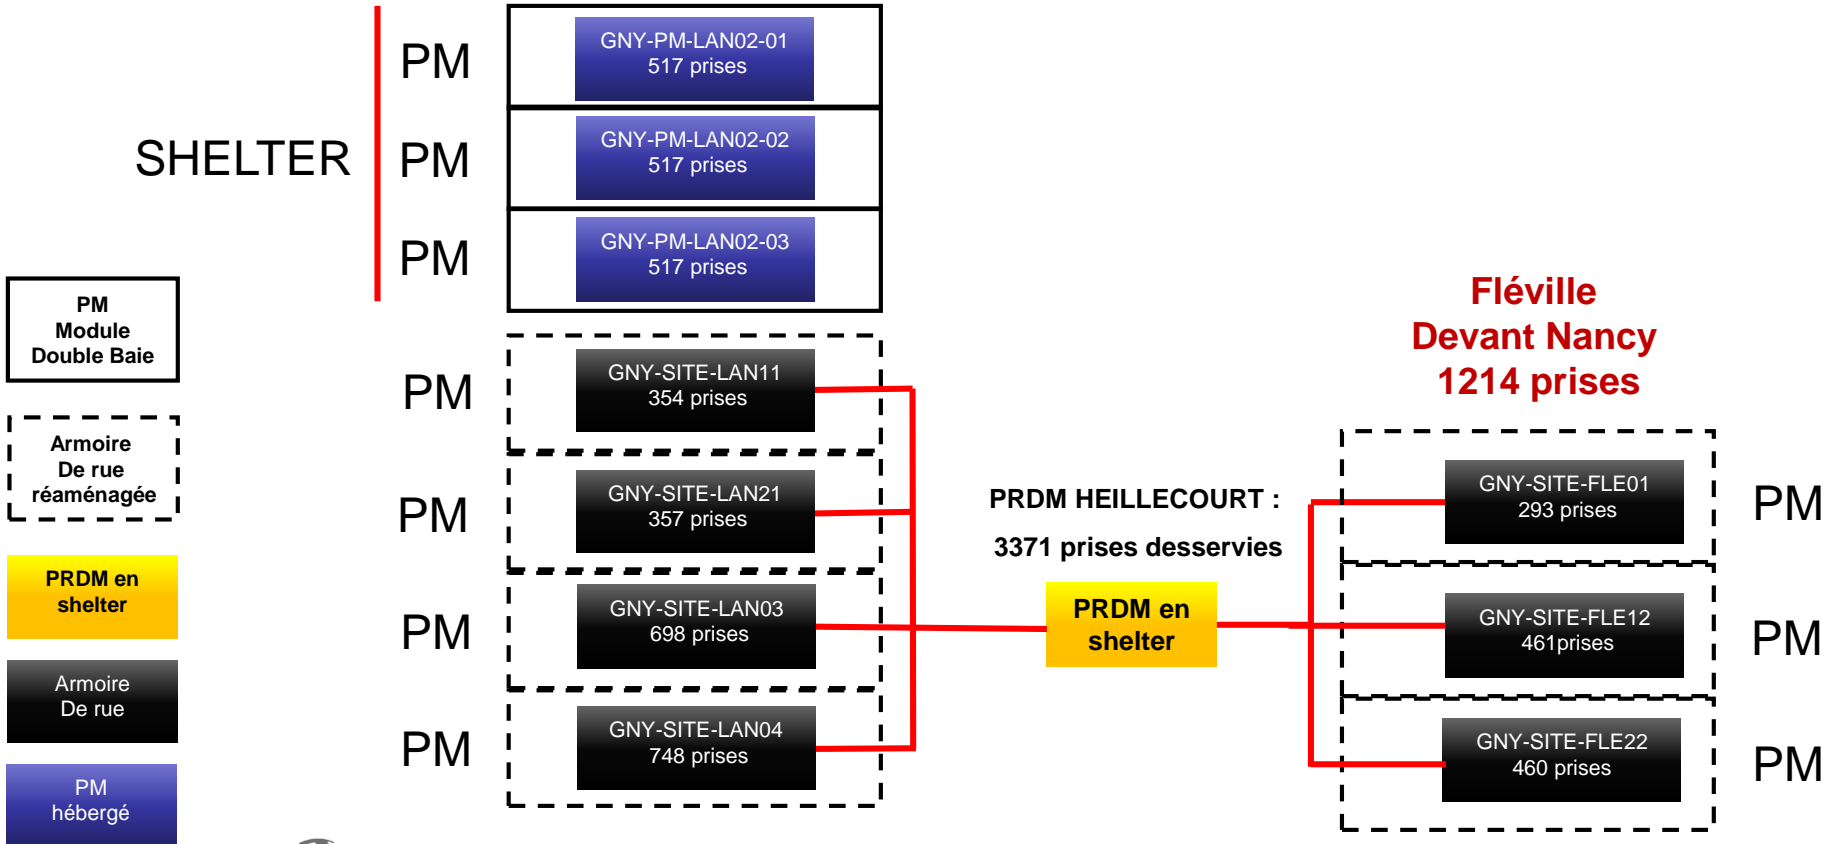 SHELTER
PM
GNY-PM-LAN02-01
517 prises
PM
GNY-PM-LAN02-02
517 prises
PM
GNY-PM-LAN02-03
517 prises
PM
Module
Double Baie
Armoire
De rue
réaménagée
PRDM en
shelter
Armoire
De rue
PM
hébergé
PM
GNY-SITE-LAN11
354 prises
PM
GNY-SITE-LAN21
357 prises
PM
GNY-SITE-LAN03
698 prises
PM
GNY-SITE-LAN04
748 prises
PRDM HEILLECOURT :
3371 prises desservies
PRDM en
shelter
Fléville
Devant Nancy
1214 prises
GNY-SITE-FLE01
293 prises
PM
GNY-SITE-FLE12
461prises
PM
GNY-SITE-FLE22
460 prises
PM